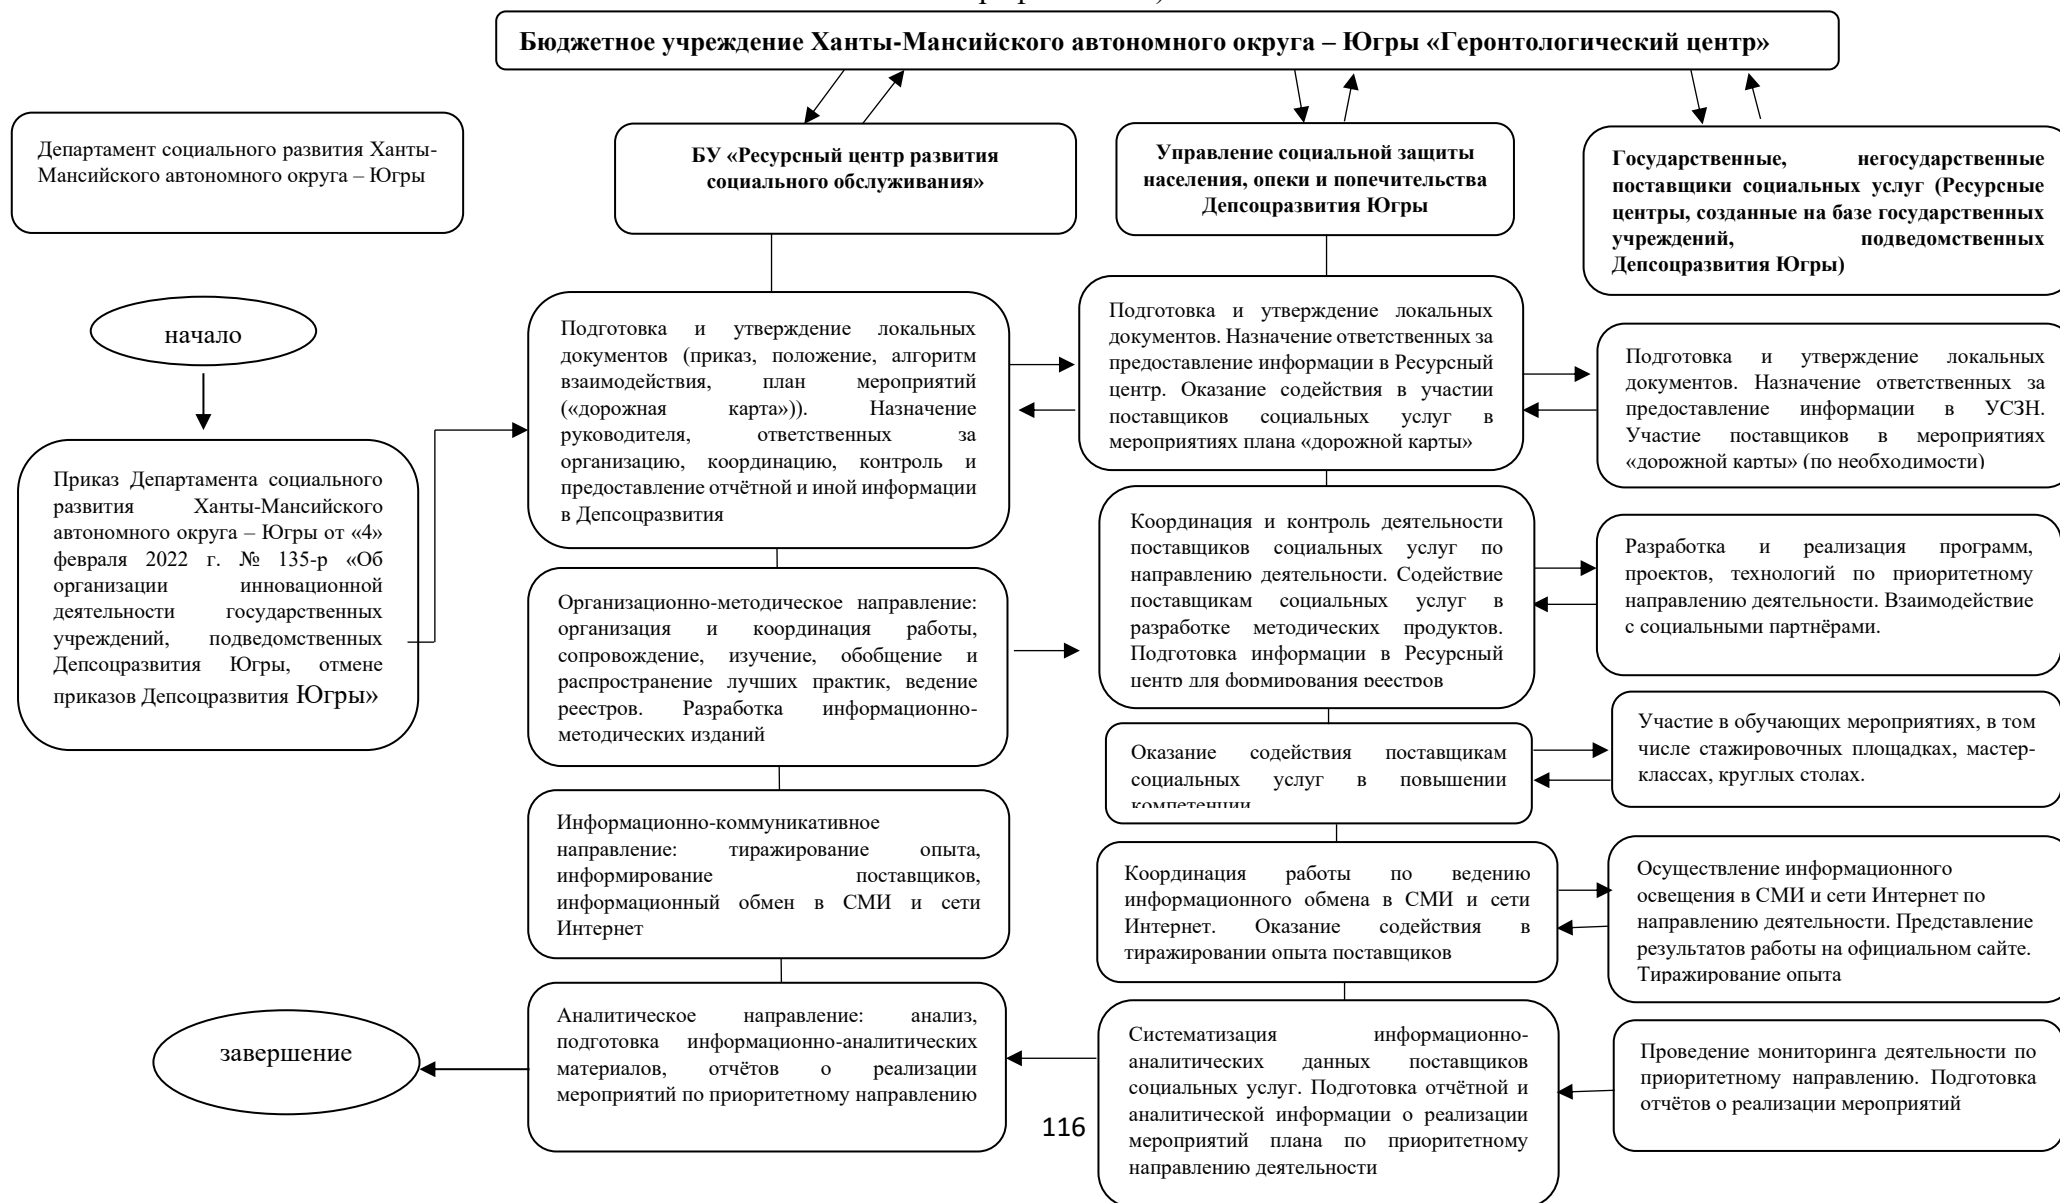 Бюджетное учреждение Ханты-Мансийского автономного округа – Югры «Геронтологический центр»
Департамент социального развития Ханты-
Мансийского автономного округа – Югры
БУ «Ресурсный центр развития
социального обслуживания»
Управление социальной защиты
населения, опеки и попечительства
Депсоцразвития Югры
Государственные, негосударственные
поставщики социальных услуг (Ресурсные
центры, созданные на базе государственных
учреждений, подведомственных
Депсоцразвития Югры)
начало
Приказ Департамента социального
развития Ханты-Мансийского
автономного округа – Югры от «4»
февраля 2022 г. № 135-р «Об
организации инновационной
деятельности государственных
учреждений, подведомственных
Депсоцразвития Югры, отмене
приказов Депсоцразвития Югры»
Подготовка и утверждение локальных
документов (приказ, положение, алгоритм
взаимодействия, план мероприятий
(«дорожная карта»)). Назначение
руководителя, ответственных за
организацию, координацию, контроль и
предоставление отчётной и иной информации
в Депсоцразвития
Подготовка и утверждение локальных
документов. Назначение ответственных за
предоставление информации в Ресурсный
центр. Оказание содействия в участии
поставщиков социальных услуг в
мероприятиях плана «дорожной карты»
Подготовка и утверждение локальных
документов. Назначение ответственных за
предоставление информации в УСЗН.
Участие поставщиков в мероприятиях
«дорожной карты» (по необходимости)
Организационно-методическое направление:
организация и координация работы,
сопровождение, изучение, обобщение и
распространение лучших практик, ведение
реестров. Разработка информационно-
методических изданий
Координация и контроль деятельности
поставщиков социальных услуг по
направлению деятельности. Содействие
поставщикам социальных услуг в
разработке методических продуктов.
Подготовка информации в Ресурсный
центр для формирования реестров
Разработка и реализация программ,
проектов, технологий по приоритетному
направлению деятельности. Взаимодействие
с социальными партнёрами.
Оказание содействия поставщикам
социальных услуг в повышении
компетенции
Участие в обучающих мероприятиях, в том
числе стажировочных площадках, мастер-
классах, круглых столах.
Информационно-коммуникативное
направление: тиражирование опыта,
информирование поставщиков,
информационный обмен в СМИ и сети
Интернет
Координация работы по ведению
информационного обмена в СМИ и сети
Интернет. Оказание содействия в
тиражировании опыта поставщиков
Осуществление информационного
освещения в СМИ и сети Интернет по
направлению деятельности. Представление
результатов работы на официальном сайте.
Тиражирование опыта
завершение
Аналитическое направление: анализ,
подготовка информационно-аналитических
материалов, отчётов о реализации
мероприятий по приоритетному направлению
Систематизация информационно-
аналитических данных поставщиков
социальных услуг. Подготовка отчётной и
аналитической информации о реализации
мероприятий плана по приоритетному
направлению деятельности
Проведение мониторинга деятельности по
приоритетному направлению. Подготовка
отчётов о реализации мероприятий
116